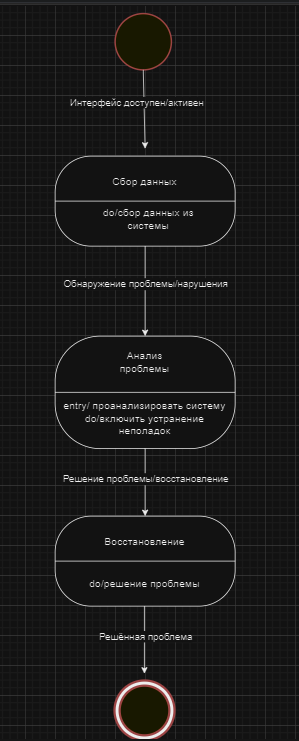 Интерфейс доступен/активен
Сбор данных
do/сбор данных из
системы
Обнаружение проблемы/нарушения
Анализ
проблемы
entry/ проанализировать систему
do/включить устранение
неполадок
Решение проблемы/восстановление
Восстановление
do/решение проблемы
Решённая проблема